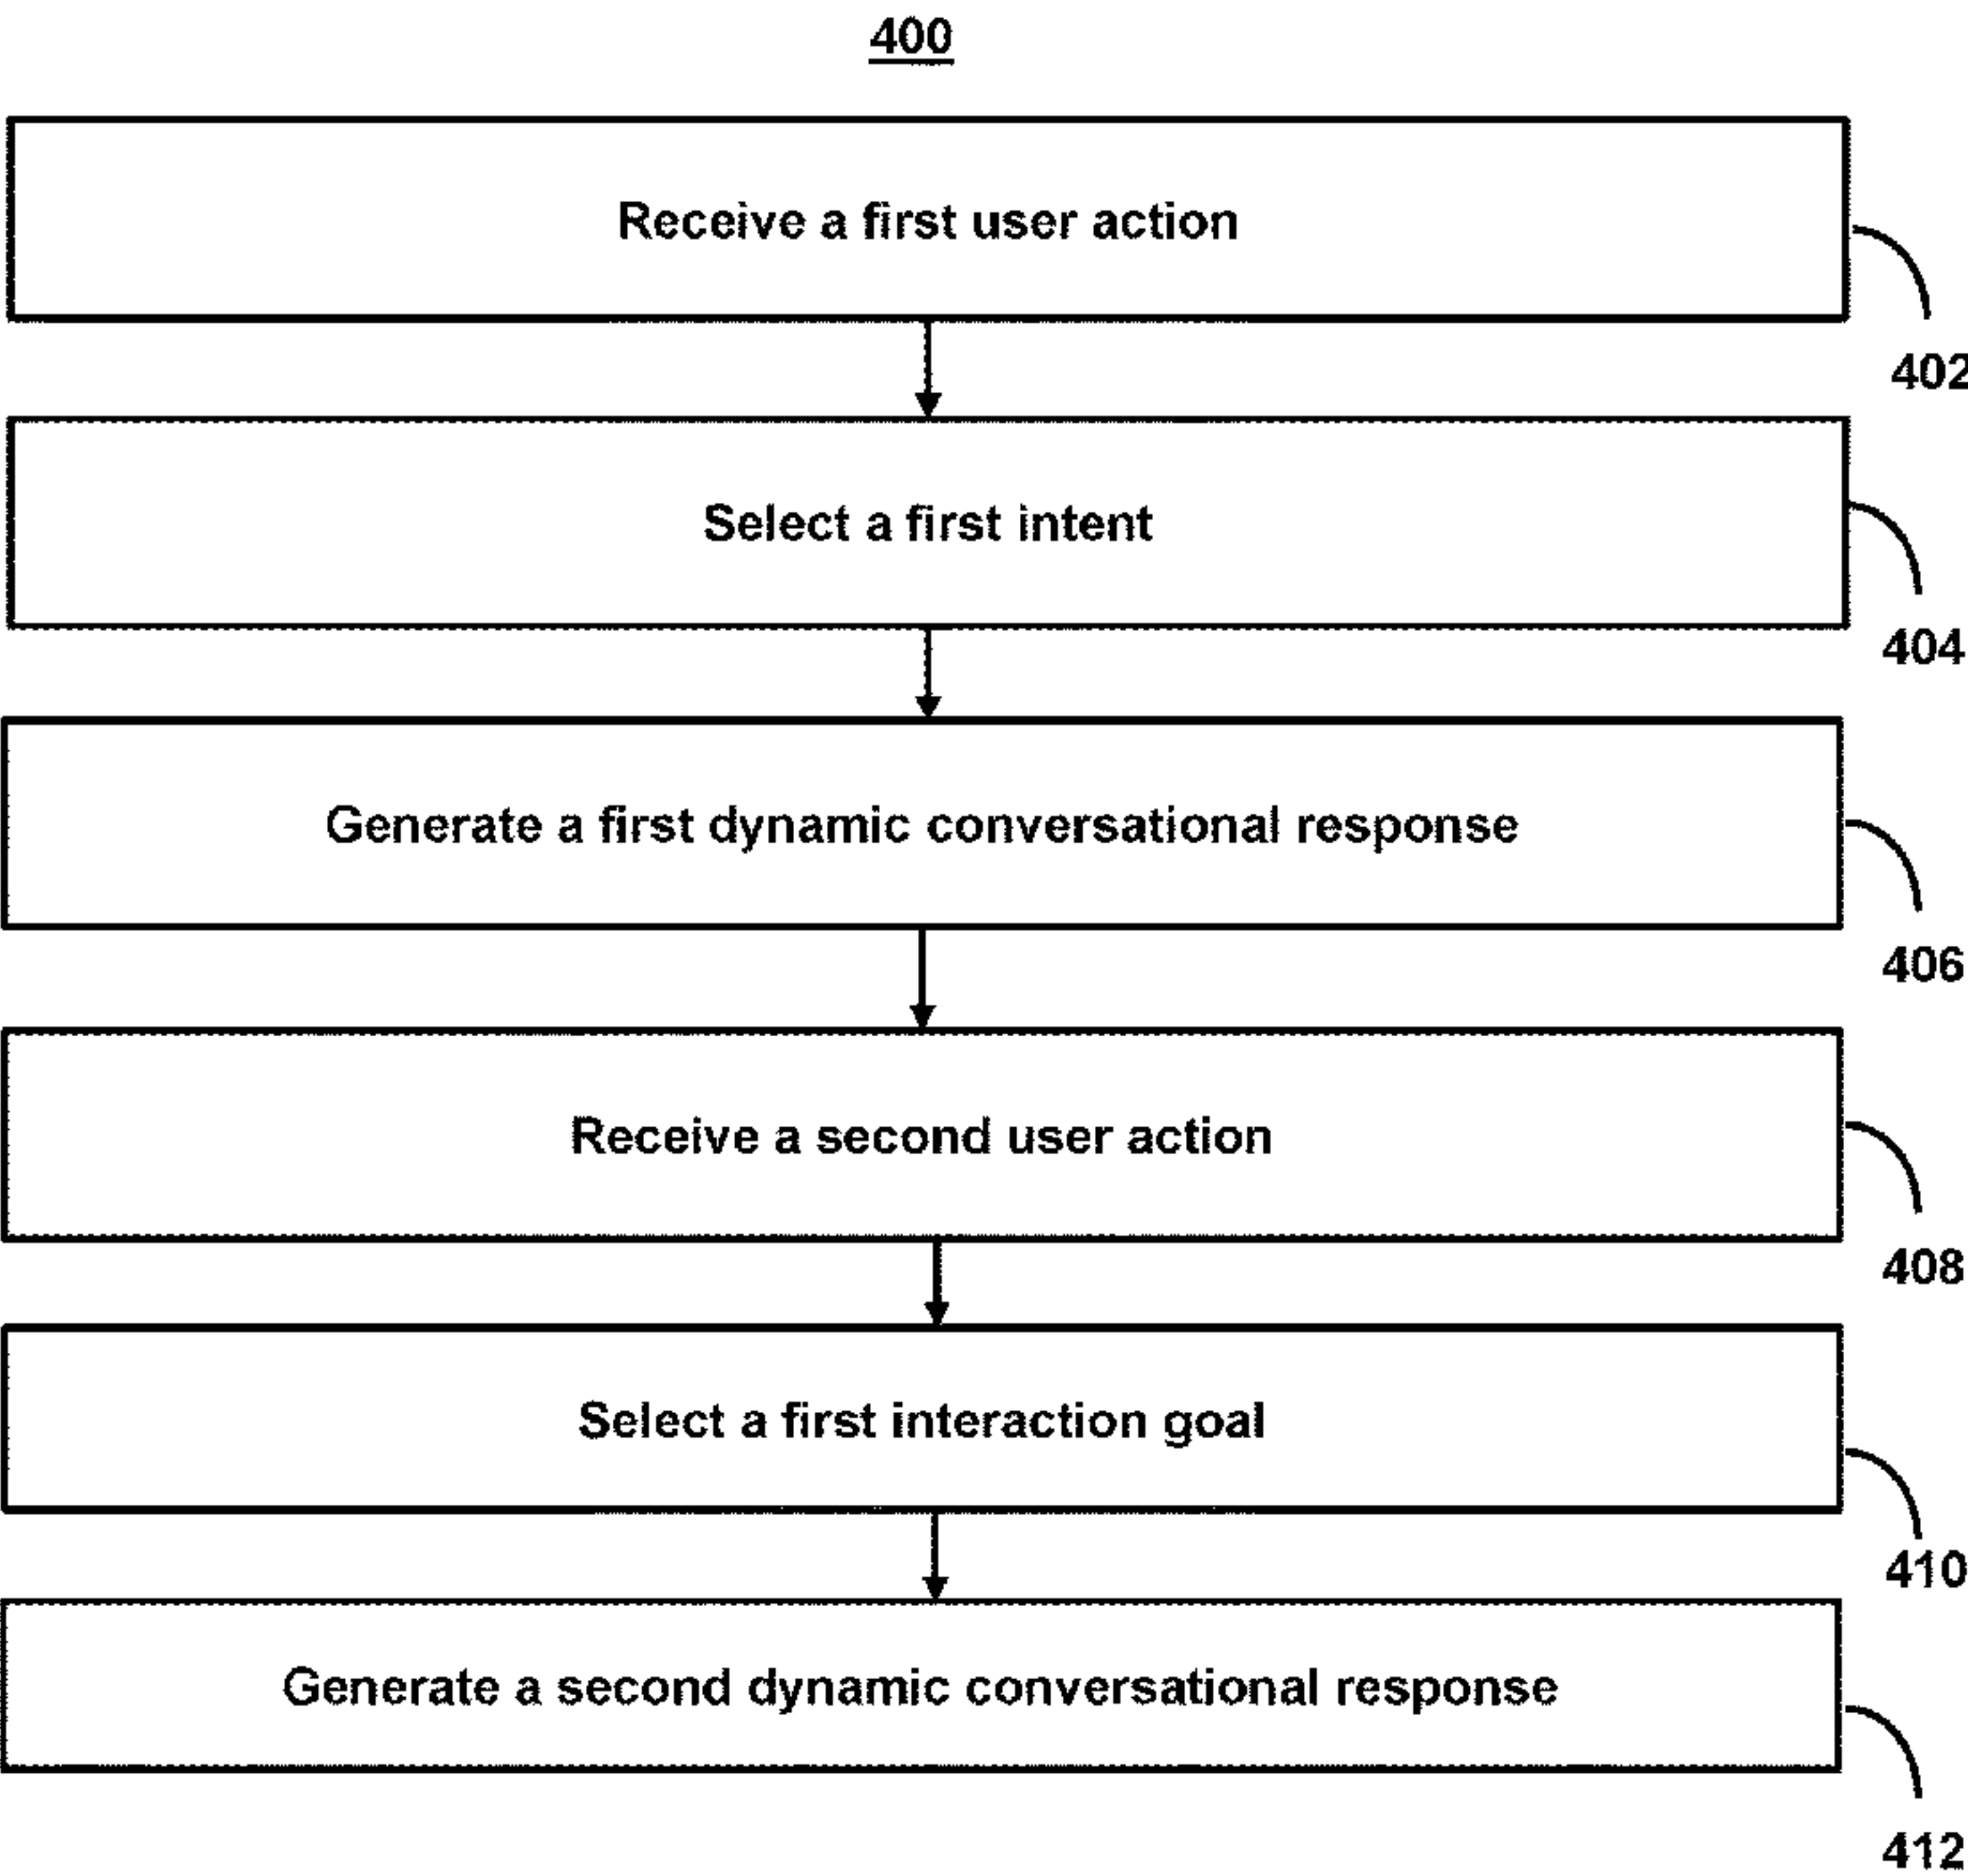 400
Receive a first user action
402
Select a first intent
404
Generate a first dynamic conversational response
406
Receive a second user action
408
Select a first interaction goal
410
Generate a second dynamic conversational response
412